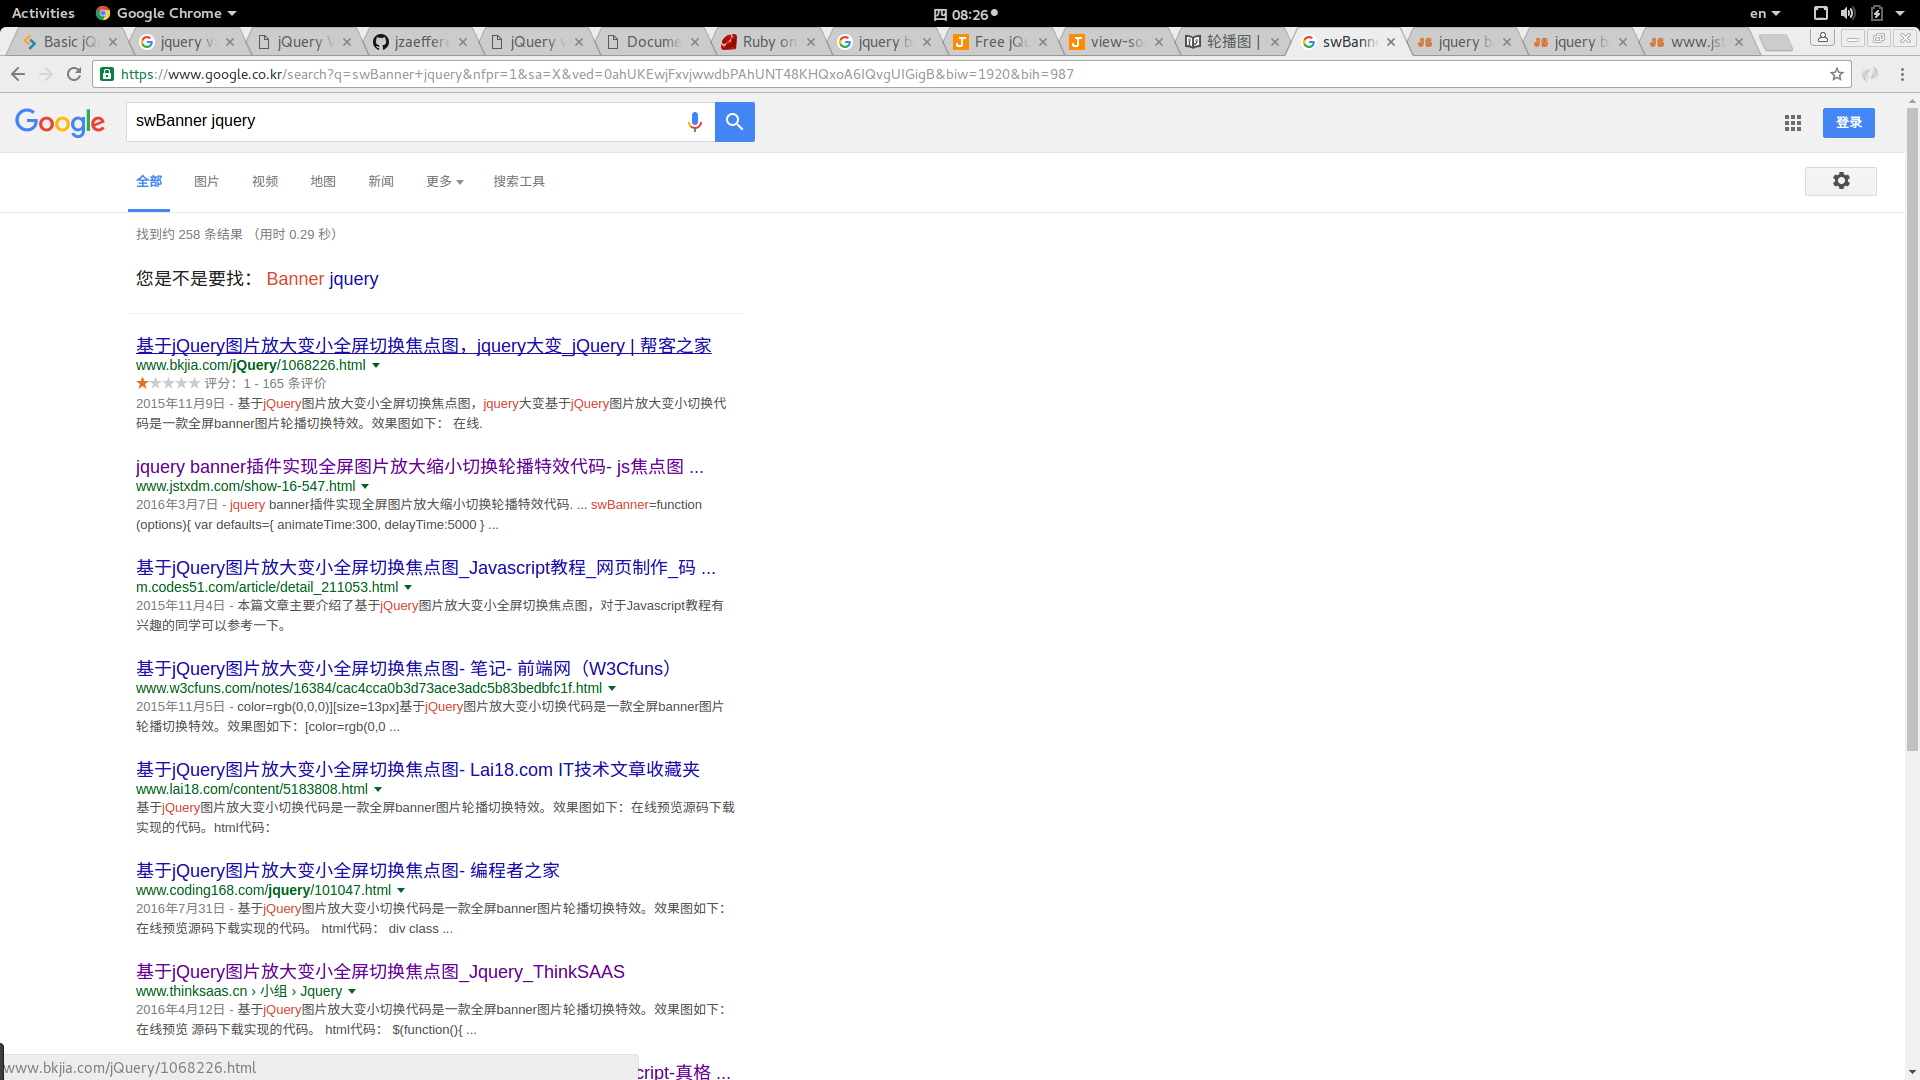 Activities Google Chrome 四 08:26 en
Basic jQ jquery v jQuery V jzaeffere jQuery v Docume Ruby on jquery b Free jQu view-so 轮播图 | swBann jquery b jquery b www.jst
https://www.google.co.kr/search?q=swBanner+jquery&nfpr=1&sa=X&ved=0ahUKEwjFxvjwwdbPAhUNT48KHQxoA6IQvgUIGigB&biw=1920&bih=987
Google swBanner jquery 登录
全部 图片 视频 地图 新闻 更多 搜索工具
找到约 258 条结果 （用时 0.29 秒）
您是不是要找： Banner jquery
基于jQuery图片放大变小全屏切换焦点图，jquery大变_jQuery | 帮客之家
www.bkjia.com/jQuery/1068226.html
评分：1 - 165 条评价
2015年11月9日 - 基于jQuery图片放大变小全屏切换焦点图，jquery大变基于jQuery图片放大变小切换代
码是一款全屏banner图片轮播切换特效。效果图如下： 在线.
jquery banner插件实现全屏图片放大缩小切换轮播特效代码- js焦点图 ...
www.jstxdm.com/show-16-547.html
2016年3月7日 - jquery banner插件实现全屏图片放大缩小切换轮播特效代码. ... swBanner=function
(options){ var defaults={ animateTime:300, delayTime:5000 } ...
基于jQuery图片放大变小全屏切换焦点图_Javascript教程_网页制作_码 ...
m.codes51.com/article/detail_211053.html
2015年11月4日 - 本篇文章主要介绍了基于jQuery图片放大变小全屏切换焦点图，对于Javascript教程有
兴趣的同学可以参考一下。
基于jQuery图片放大变小全屏切换焦点图- 笔记- 前端网（W3Cfuns）
www.w3cfuns.com/notes/16384/cac4cca0b3d73ace3adc5b83bedbfc1f.html
2015年11月5日 - color=rgb(0,0,0)][size=13px]基于jQuery图片放大变小切换代码是一款全屏banner图片
轮播切换特效。效果图如下：[color=rgb(0,0 ...
基于jQuery图片放大变小全屏切换焦点图- Lai18.com IT技术文章收藏夹
www.lai18.com/content/5183808.html
基于jQuery图片放大变小切换代码是一款全屏banner图片轮播切换特效。效果图如下：在线预览源码下载
实现的代码。html代码：
基于jQuery图片放大变小全屏切换焦点图- 编程者之家
www.coding168.com/jquery/101047.html
2016年7月31日 - 基于jQuery图片放大变小切换代码是一款全屏banner图片轮播切换特效。效果图如下：
在线预览源码下载实现的代码。 html代码： div class ...
基于jQuery图片放大变小全屏切换焦点图_Jquery_ThinkSAAS
www.thinksaas.cn › 小组 › Jquery
2016年4月12日 - 基于jQuery图片放大变小切换代码是一款全屏banner图片轮播切换特效。效果图如下：
在线预览 源码下载实现的代码。 html代码： $(function(){ ...
www.bkjia.com/jQuery/1068226.html cript-真格 ...